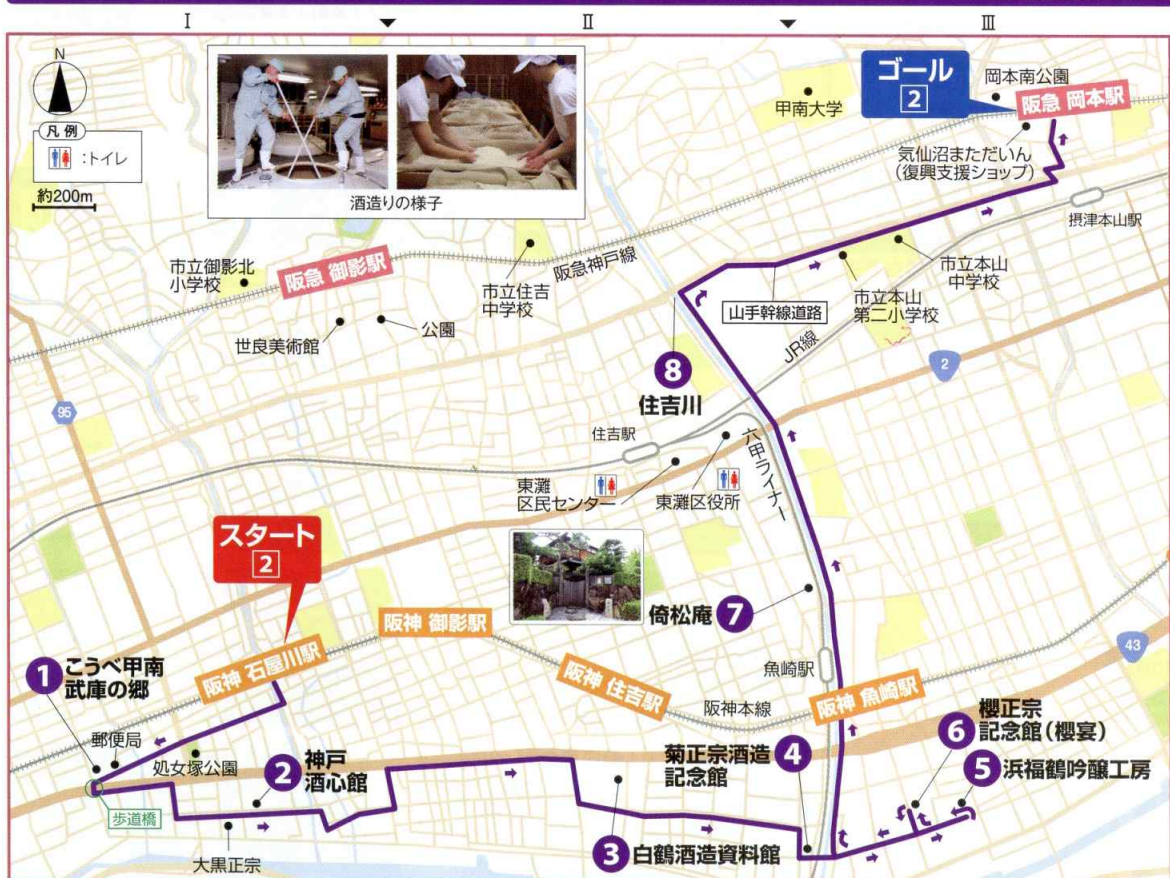 I
II
III
N
凡例
:トイレ
約200m
酒造りの様子
ゴール
2
岡本南公園
阪急 岡本駅
甲南大学
気仙沼まただいん
(復興支援ショップ)
摂津本山駅
市立御影北
小学校
阪急 御影駅
市立住吉
中学校
阪急神戸線
市立本山
中学校
山手幹線道路
市立本山
第二小学校
世良美術館
公園
JR線
2
8
住吉川
95
住吉駅
六甲ライナー
東灘
区民センター
東灘区役所
スタート
2
倚松庵
7
阪神 御影駅
43
1
こうべ甲南
武庫の郷
阪神 石屋川駅
阪神 住吉駅
魚崎駅
阪神本線
阪神 魚崎駅
郵便局
処女塚公園
2
神戸
酒心館
菊正宗酒造
記念館
4
6
櫻正宗
記念館(櫻宴)
5
浜福鶴吟醸工房
歩道橋
大黒正宗
3
白鶴酒造資料館